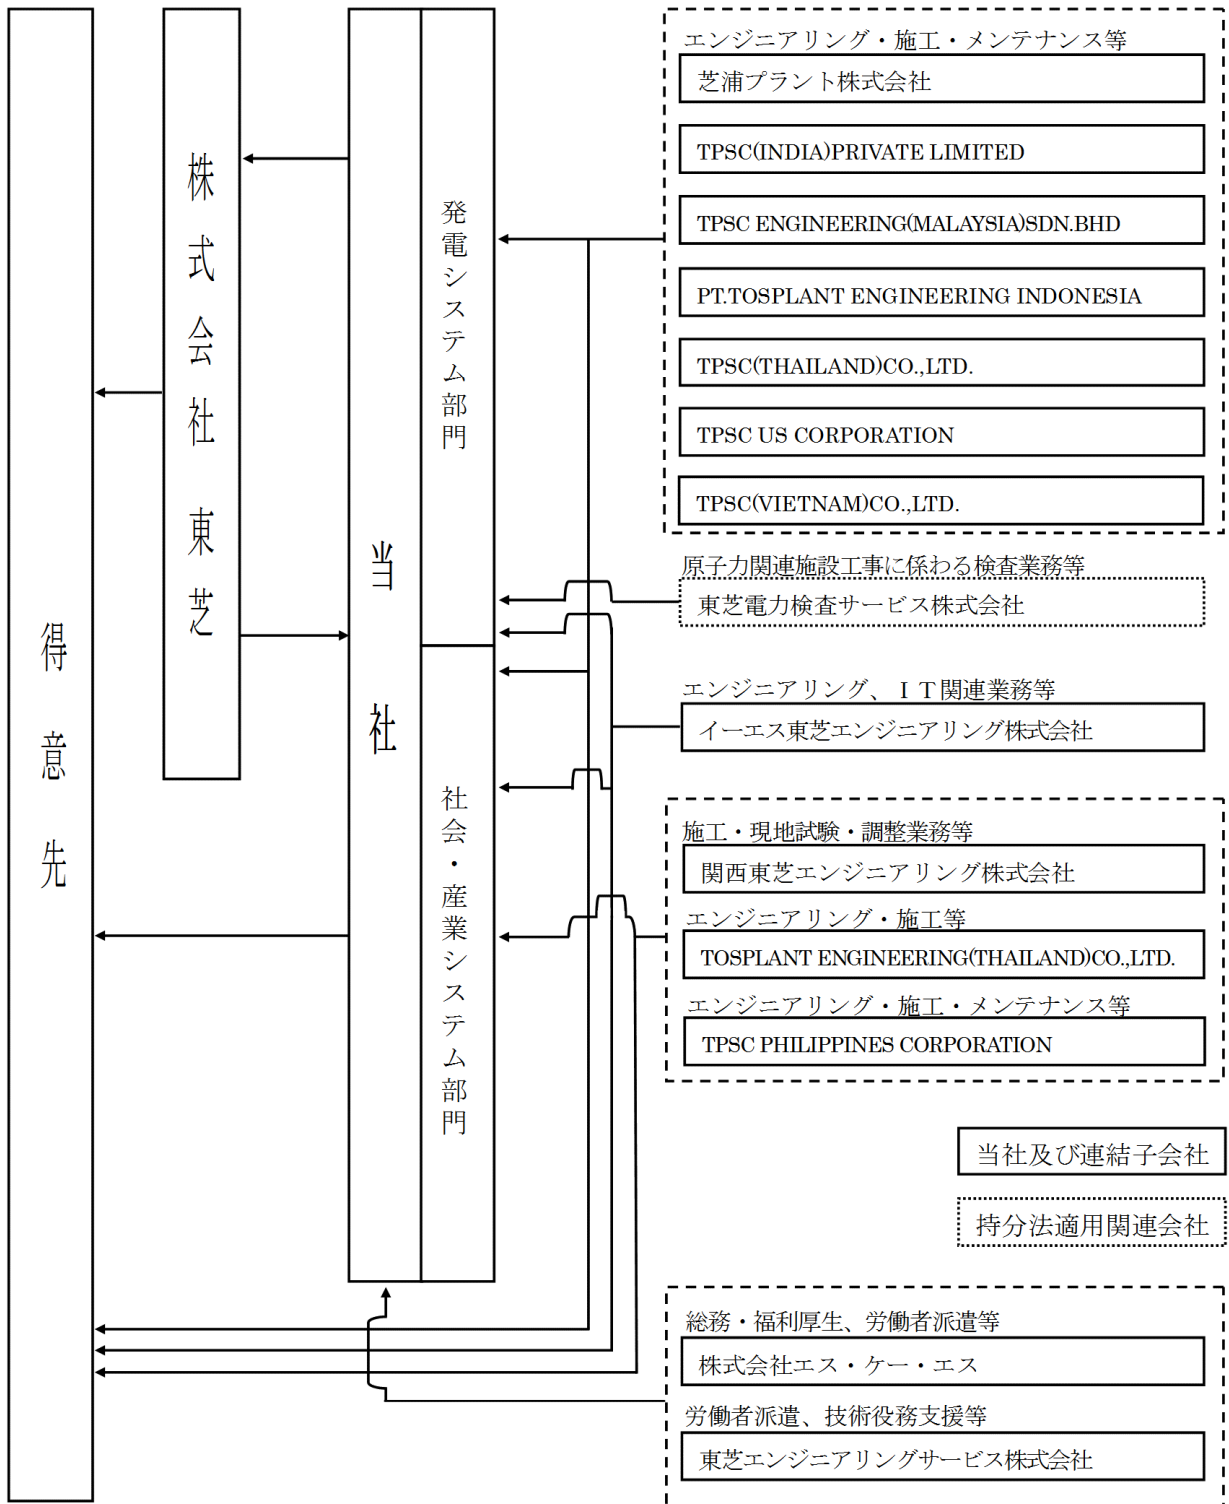 得意先
株式会社東芝
当社
発電システム部門
社会・産業システム部門
エンジニアリング・施工・メンテナンス等
芝浦プラント株式会社
TPSC(INDIA)PRIVATE LIMITED
TPSC ENGINEERING(MALAYSIA)SDN.BHD
PT.TOSPLANT ENGINEERING INDONESIA
TPSC(THAILAND)CO.,LTD.
TPSC US CORPORATION
TPSC(VIETNAM)CO.,LTD.
原子力関連施設工事に係わる検査業務等
東芝電力検査サービス株式会社
エンジニアリング、ＩＴ関連業務等
イーエス東芝エンジニアリング株式会社
施工・現地試験・調整業務等
関西東芝エンジニアリング株式会社
エンジニアリング・施工等
TOSPLANT ENGINEERING(THAILAND)CO.,LTD.
エンジニアリング・施工・メンテナンス等
TPSC PHILIPPINES CORPORATION
当社及び連結子会社
持分法適用関連会社
総務・福利厚生、労働者派遣等
株式会社エス・ケー・エス
労働者派遣、技術役務支援等
東芝エンジニアリングサービス株式会社